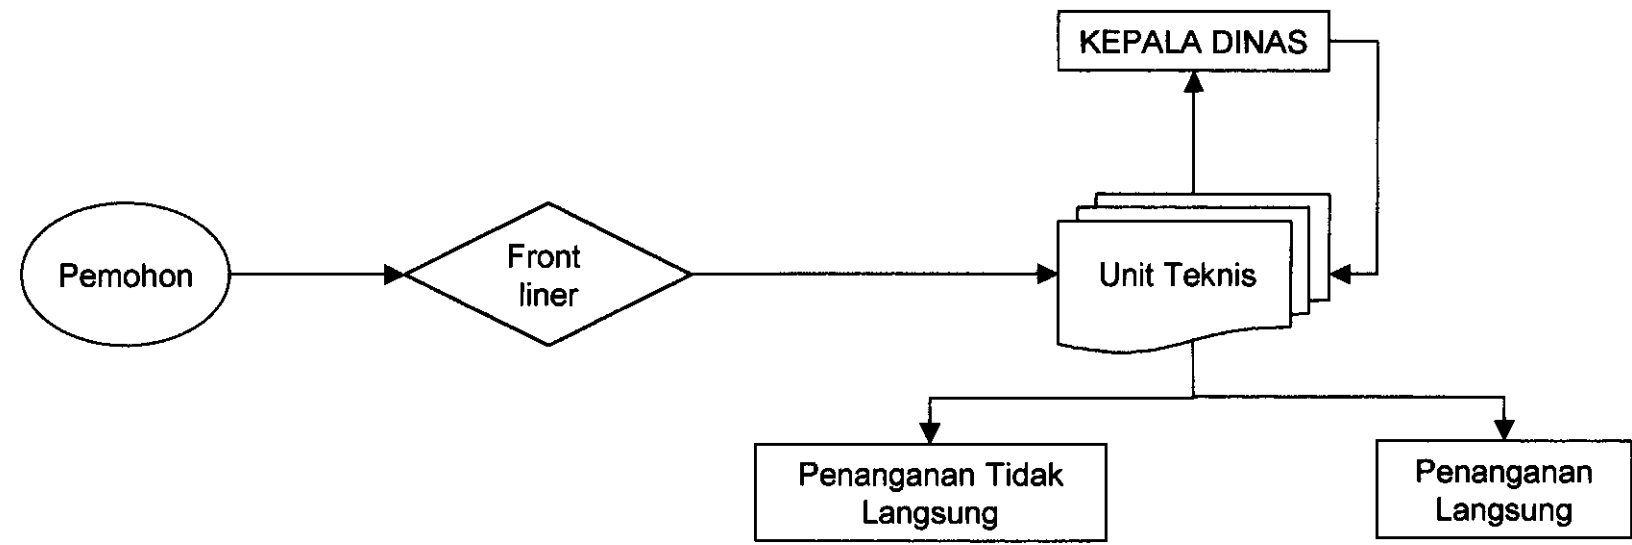 KEPALA DINAS
Pemohon
Front
liner
Unit Teknis
Penanganan Tidak
Langsung
Penanganan
Langsung